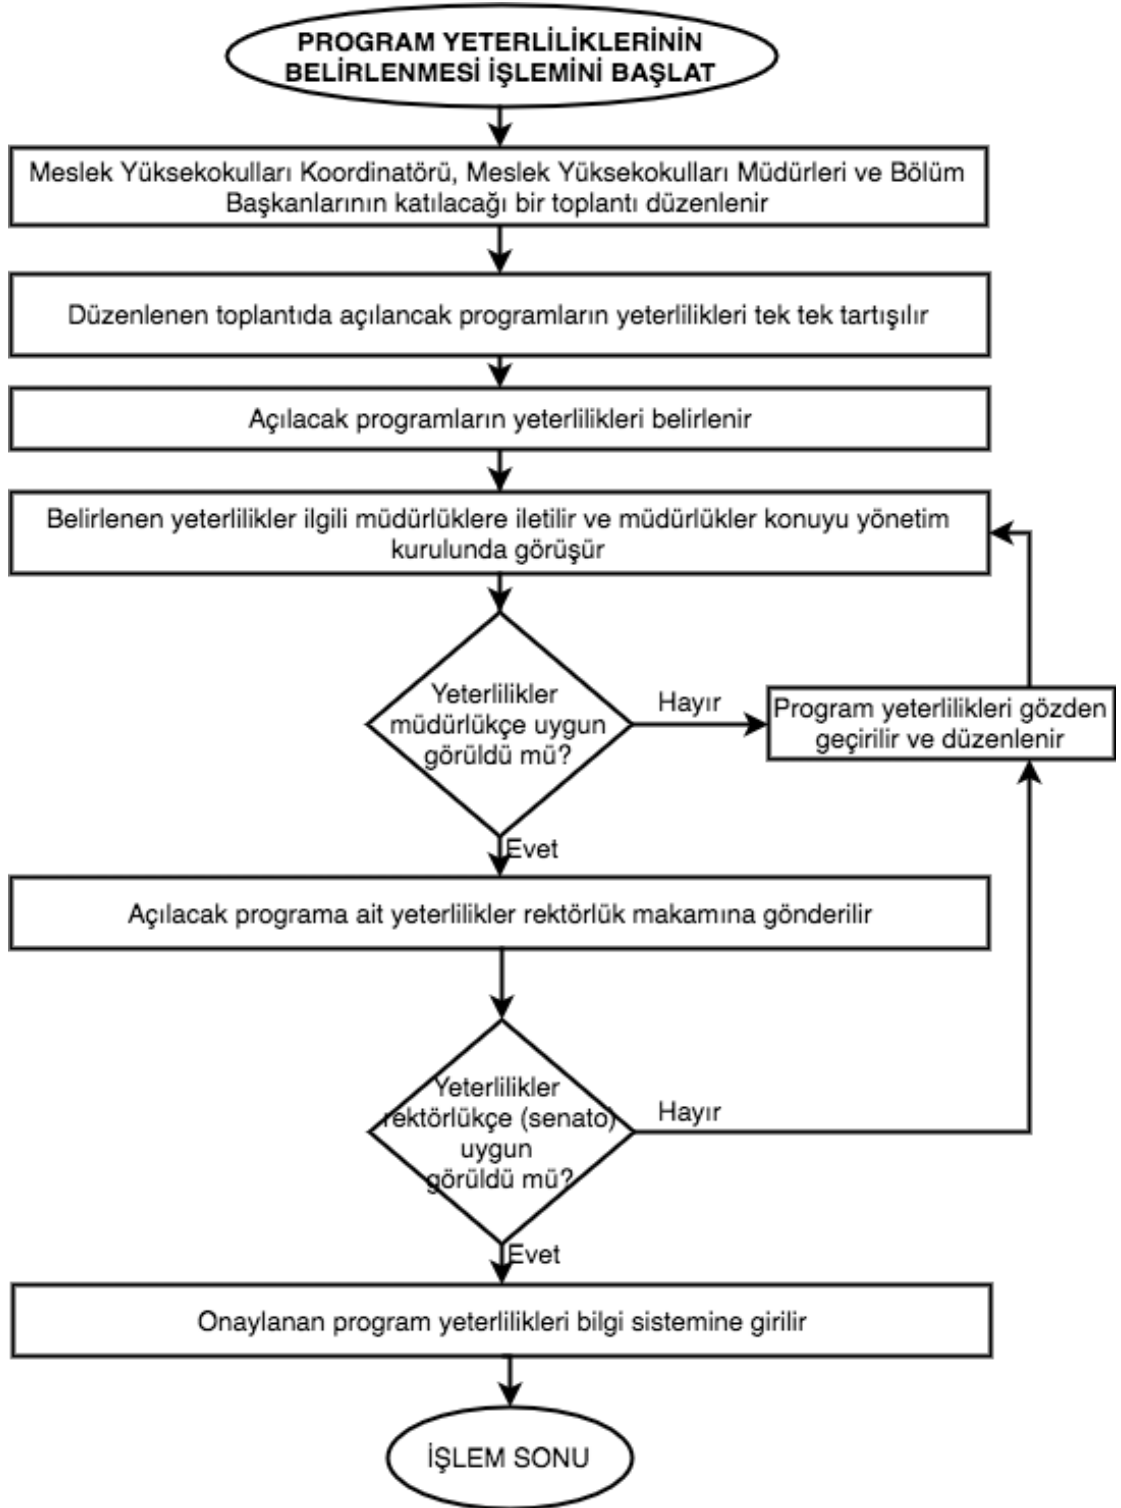 PROGRAM YETERLİLİKLERİNİN
BELİRLENMESİ İŞLEMİNİ BAŞLAT
Meslek Yüksekokulları Koordinatörü, Meslek Yüksekokulları Müdürleri ve Bölüm
Başkanlarının katılacağı bir toplantı düzenlenir
Düzenlenen toplantıda açılancak programların yeterlilikleri tek tek tartışılır
Açılacak programların yeterlilikleri belirlenir
Belirlenen yeterlilikler ilgili müdürlüklere iletilir ve müdürlükler konuyu yönetim
kurulunda görüşür
Yeterlilikler
müdürlükçe uygun
görüldü mü?
Hayır
Program yeterlilikleri gözden
geçirilir ve düzenlenir
Evet
Açılacak programa ait yeterlilikler rektörlük makamına gönderilir
Yeterlilikler
rektörlükçe (senato)
uygun
görüldü mü?
Hayır
Evet
Onaylanan program yeterlilikleri bilgi sistemine girilir
İŞLEM SONU